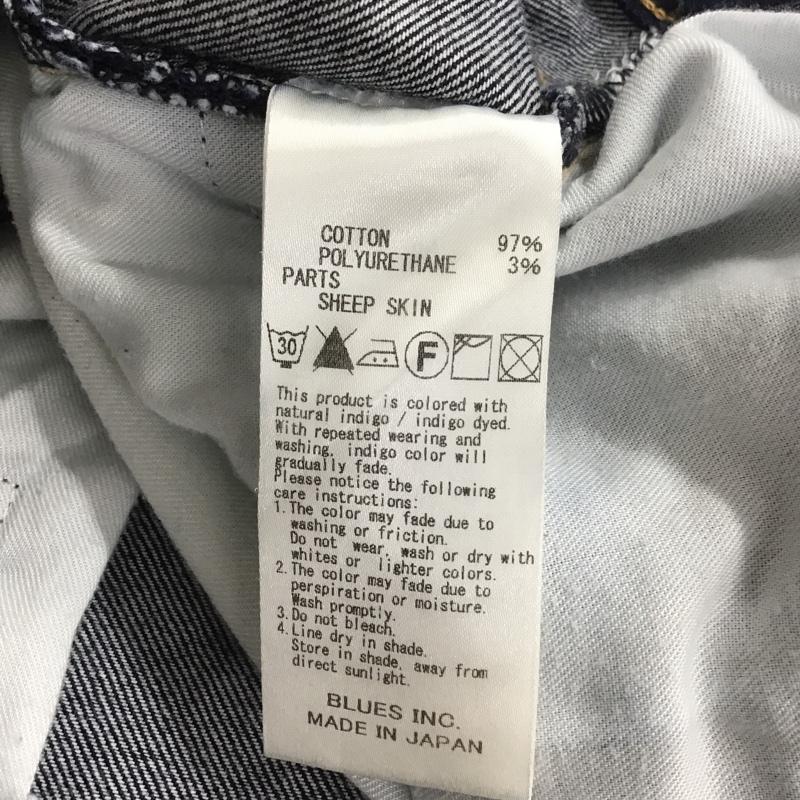 COTTON 97%
POLYURETHANE 3%
PARTS
SHEEP SKIN
30
F
This product is colored with
natural indigo / indigo dyed.
With repeated wearing and
washing, indigo color will
gradually fade.
Please notice the following
care instructions:
1. The color may fade due to
washing or friction.
Do not wear, wash or dry with
whites or lighter colors.
2. The color may fade due to
perspiration or moisture.
Wash promptly.
3. Do not bleach.
4. Line dry in shade.
Store in shade, away from
direct sunlight.
BLUES INC.
MADE IN JAPAN